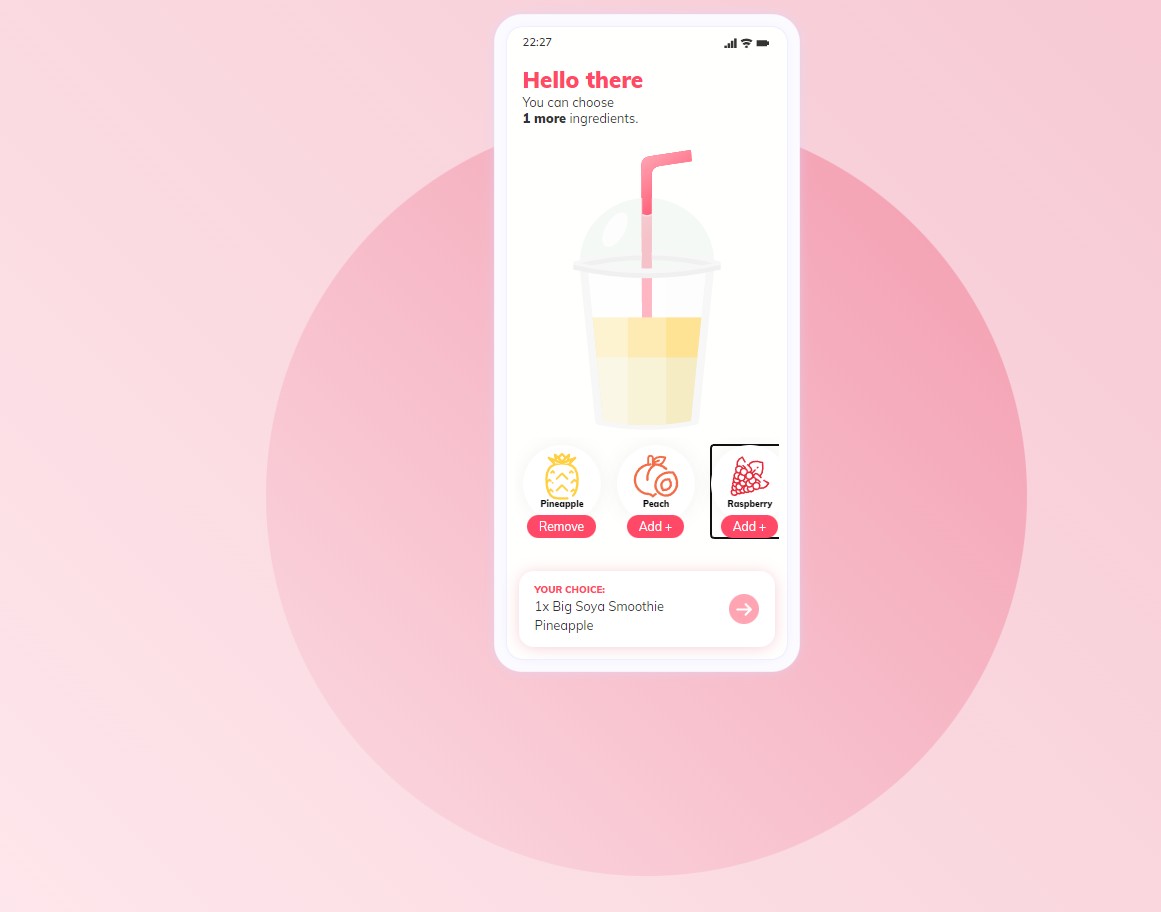 22:27
Hello there
You can choose
1 more ingredients.
Pineapple
Peach
Raspberry
Remove
Add +
Add +
YOUR CHOICE:
1x Big Soya Smoothie
Pineapple